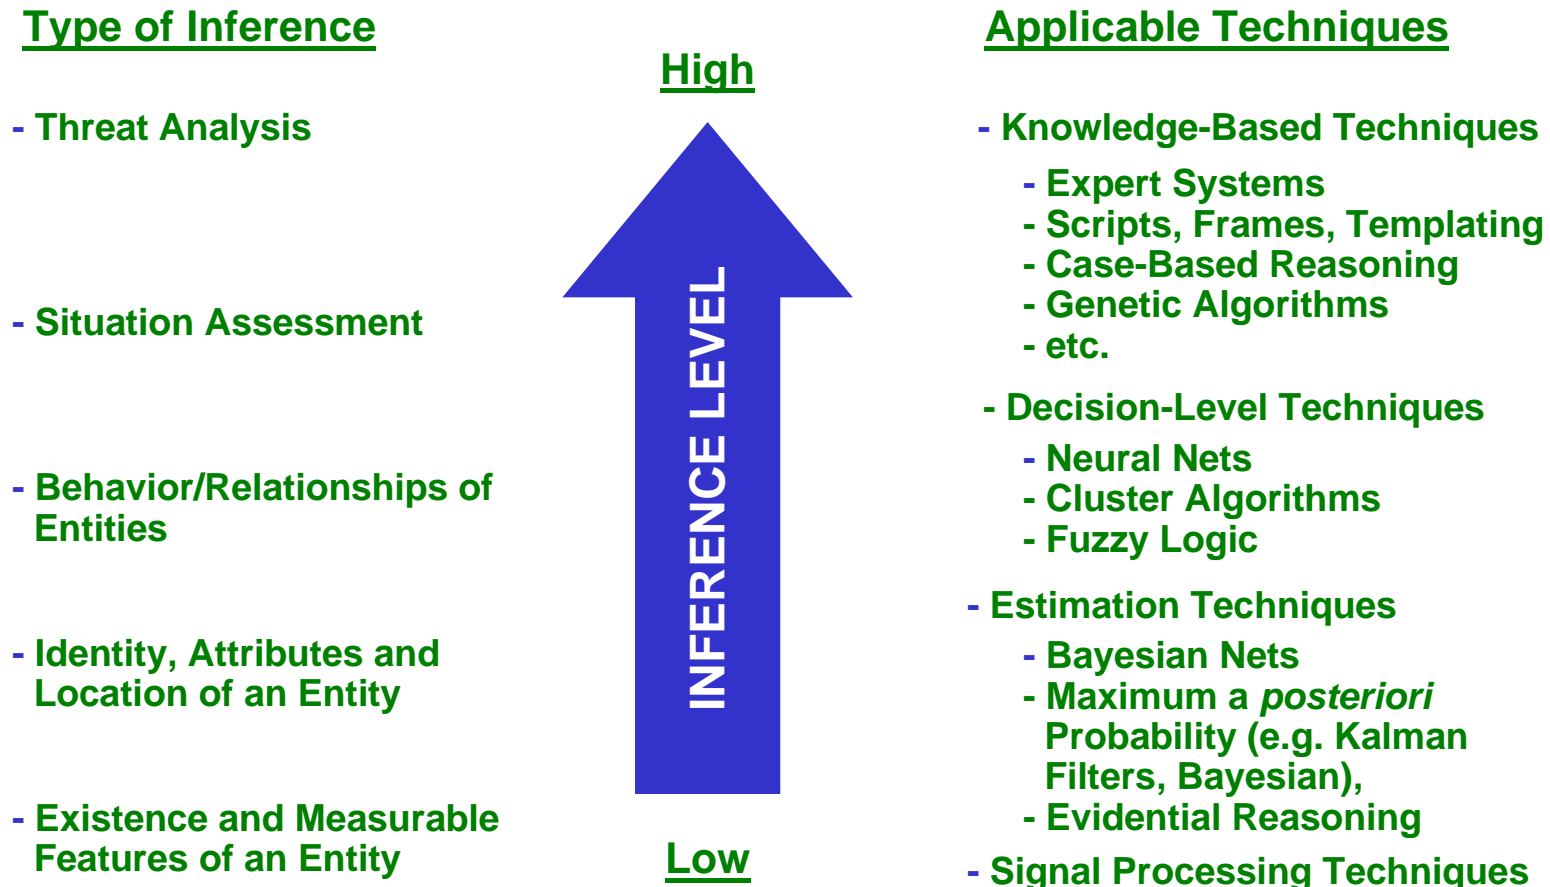 Type of Inference
- Threat Analysis
- Situation Assessment
- Behavior/Relationships of
Entities
- Identity, Attributes and
Location of an Entity
- Existence and Measurable
Features of an Entity
High
INFERENCE LEVEL
Low
Applicable Techniques
- Knowledge-Based Techniques
- Expert Systems
- Scripts, Frames, Templating
- Case-Based Reasoning
- Genetic Algorithms
- etc.
- Decision-Level Techniques
- Neural Nets
- Cluster Algorithms
- Fuzzy Logic
- Estimation Techniques
- Bayesian Nets
- Maximum a posteriori
Probability (e.g. Kalman
Filters, Bayesian),
- Evidential Reasoning
- Signal Processing Techniques